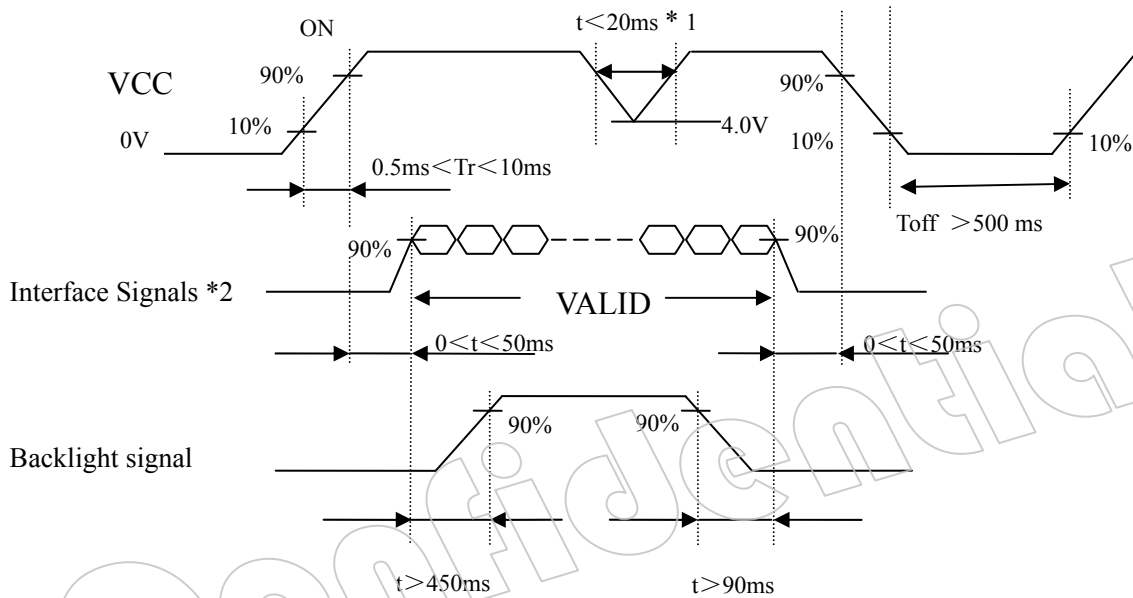 t<20ms * 1
ON
VCC
90%
90%
10%
0V
4.0V
10%
10%
0.5ms<Tr<10ms
Toff >500 ms
90%
90%
Interface Signals *2
VALID
0<t<50ms
0<t<50ms
90%
90%
Backlight signal
t>450ms
t>90ms
Confidential